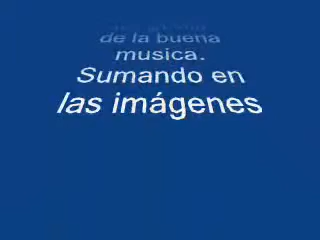 de la buena
musica.
Sumando en
las imágenes